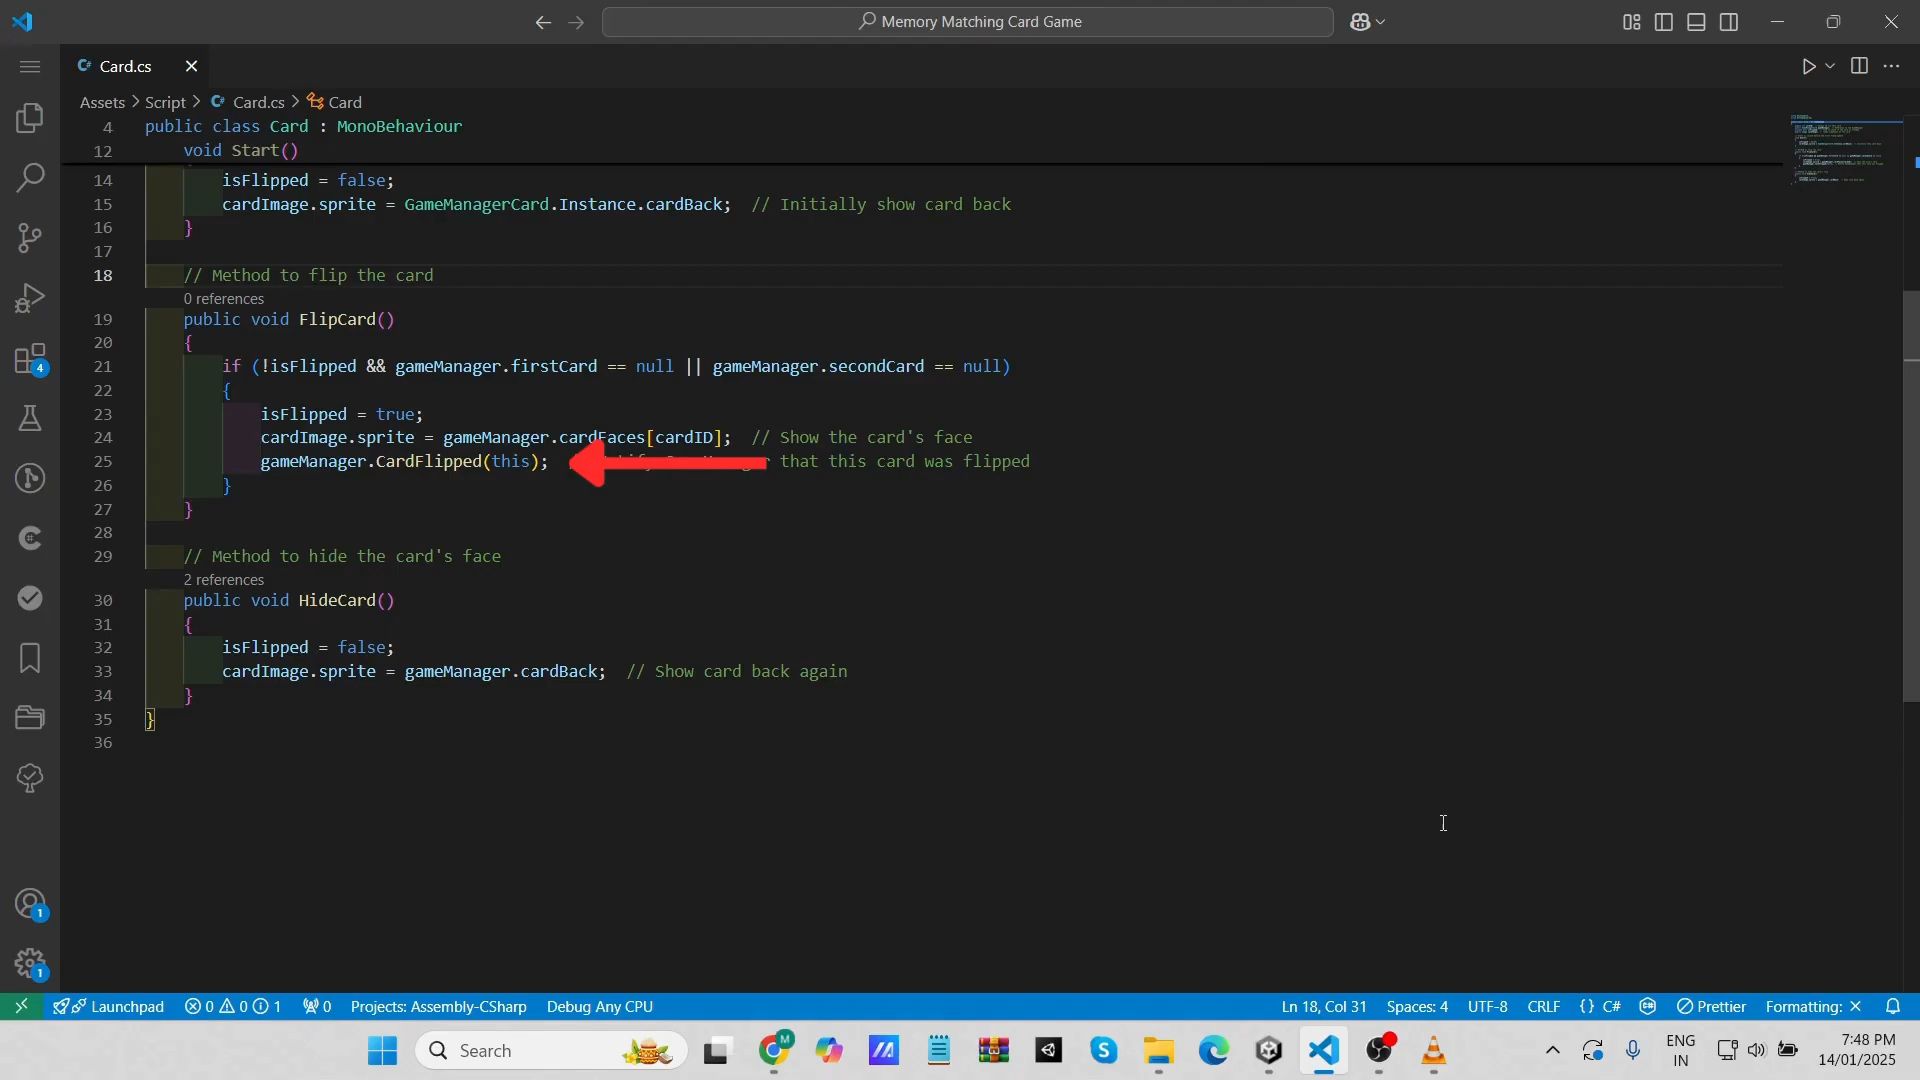 Memory Matching Card Game
Card.cs
Assets > Script > Card.cs > Card
4 public class Card : MonoBehaviour
12 void Start()
14 isFlipped = false;
15 cardImage.sprite = GameManagerCard.Instance.cardBack; // Initially show card back
16 }
17
18 // Method to flip the card
0 references
19 public void FlipCard()
20 {
21 if (!isFlipped && gameManager.firstCard == null || gameManager.secondCard == null)
22 {
23 isFlipped = true;
24 cardImage.sprite = gameManager.cardFaces[cardID]; // Show the card's face
25 gameManager.CardFlipped(this); that this card was flipped
26 }
27 }
28
29 // Method to hide the card's face
2 references
30 public void HideCard()
31 {
32 isFlipped = false;
33 cardImage.sprite = gameManager.cardBack; // Show card back again
34 }
35 }
36
4
1
1
Launchpad 0 0 1 0 Projects: Assembly-CSharp Debug Any CPU Ln 18, Col 31 Spaces: 4 UTF-8 CRLF {} C# Prettier Formatting: ×
Search M S ENG IN 7:48 PM 14/01/2025